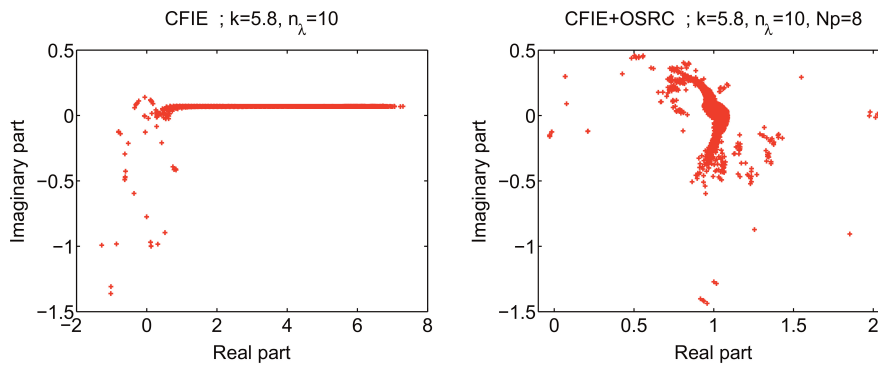 CFIE ; k=5.8, n_λ=10
0.5
0
−0.5
−1
−1.5
Imaginary part
−2 0 2 4 6 8
Real part
CFIE+OSRC ; k=5.8, n_λ=10, Np=8
0.5
0
−0.5
−1
−1.5
Imaginary part
0 0.5 1 1.5 2
Real part